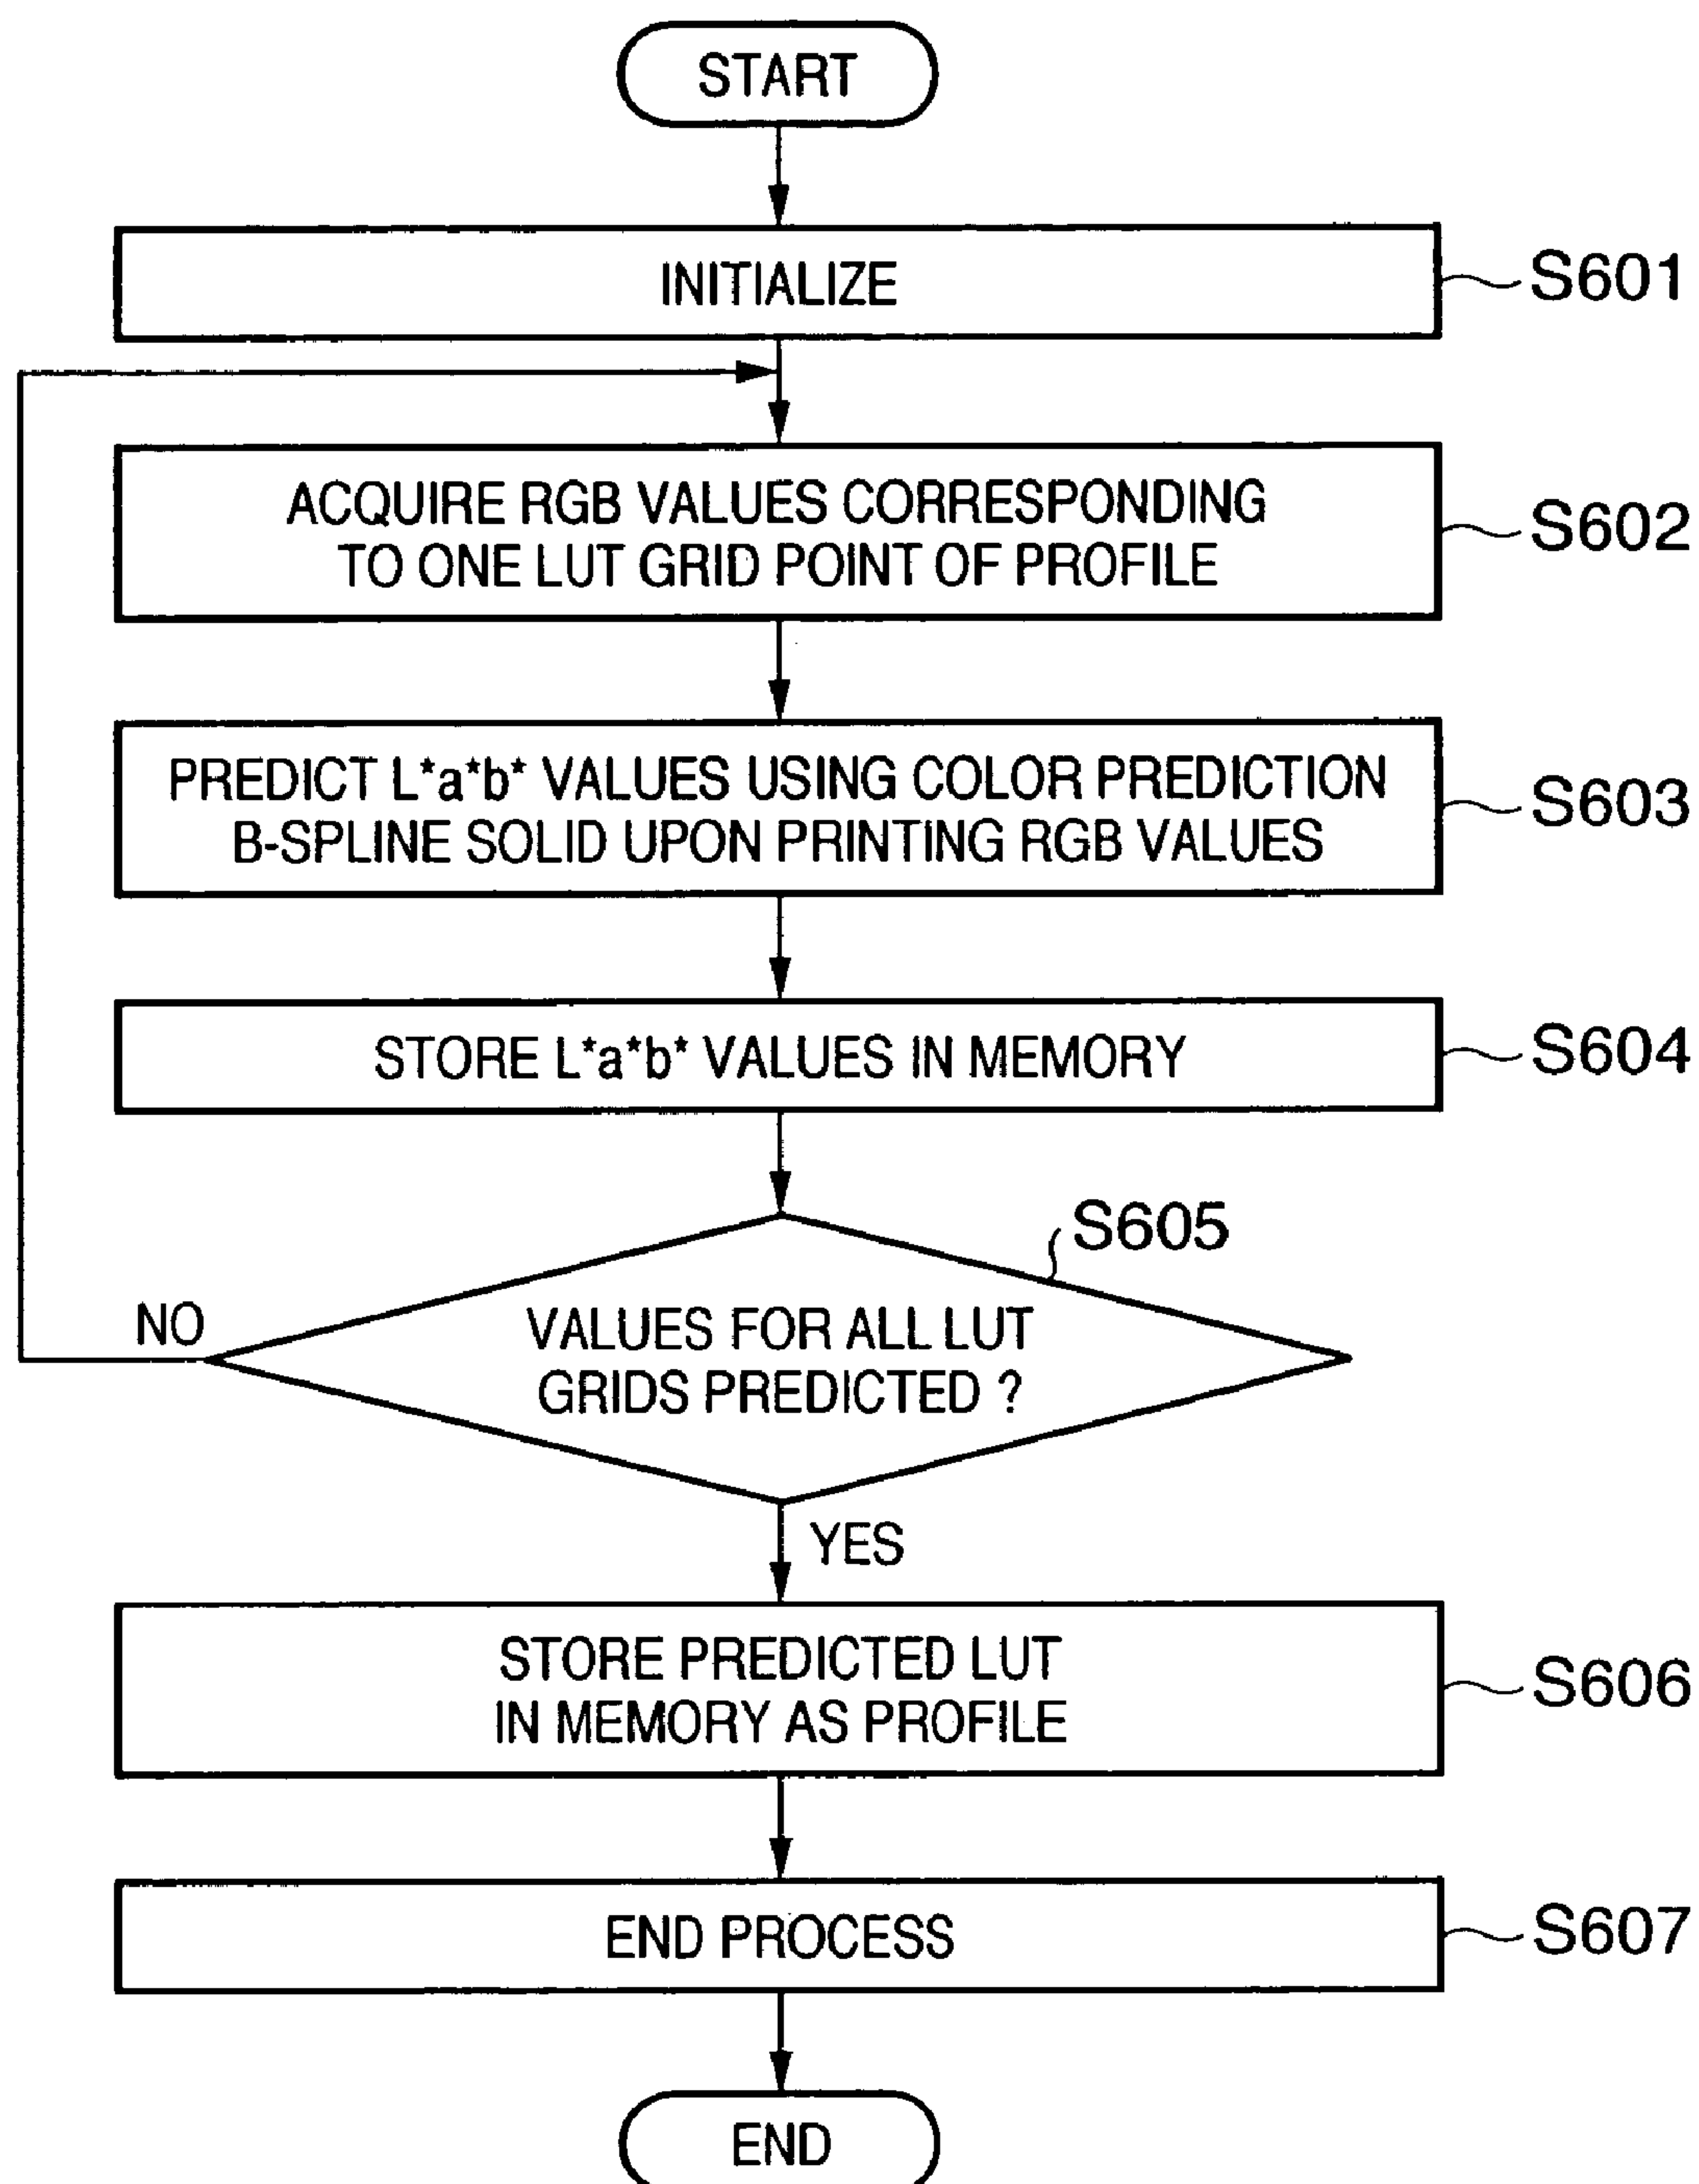 START
INITIALIZE
S601
ACQUIRE RGB VALUES CORRESPONDING
TO ONE LUT GRID POINT OF PROFILE
S602
PREDICT L*a*b* VALUES USING COLOR PREDICTION
B-SPLINE SOLID UPON PRINTING RGB VALUES
S603
STORE L*a*b* VALUES IN MEMORY
S604
S605
NO
VALUES FOR ALL LUT
GRIDS PREDICTED ?
YES
STORE PREDICTED LUT
IN MEMORY AS PROFILE
S606
END PROCESS
S607
END